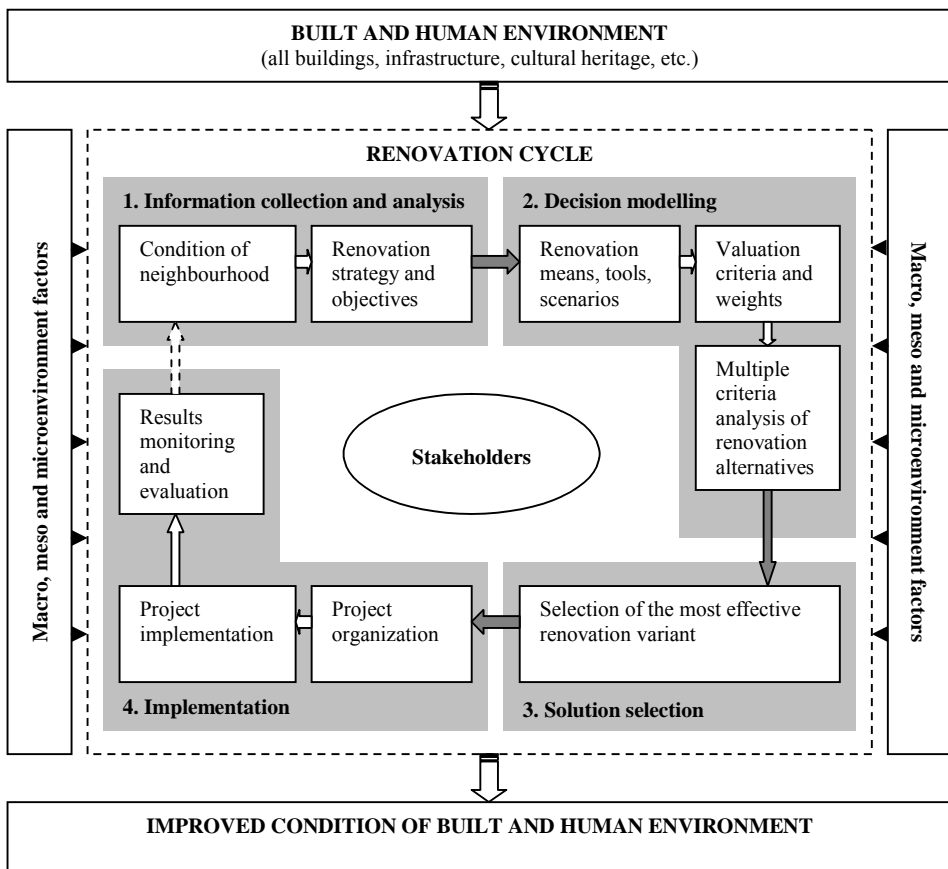 BUILT AND HUMAN ENVIRONMENT
(all buildings, infrastructure, cultural heritage, etc.)
Macro, meso and microenvironment factors
RENOVATION CYCLE
1. Information collection and analysis
Condition of
neighbourhood
Renovation
strategy and
objectives
2. Decision modelling
Renovation
means, tools,
scenarios
Valuation
criteria and
weights
Multiple
criteria
analysis of
renovation
alternatives
Stakeholders
Results
monitoring
and
evaluation
Project
implementation
Project
organization
4. Implementation
Selection of the most effective
renovation variant
3. Solution selection
Macro, meso and microenvironment
factors
IMPROVED CONDITION OF BUILT AND HUMAN ENVIRONMENT